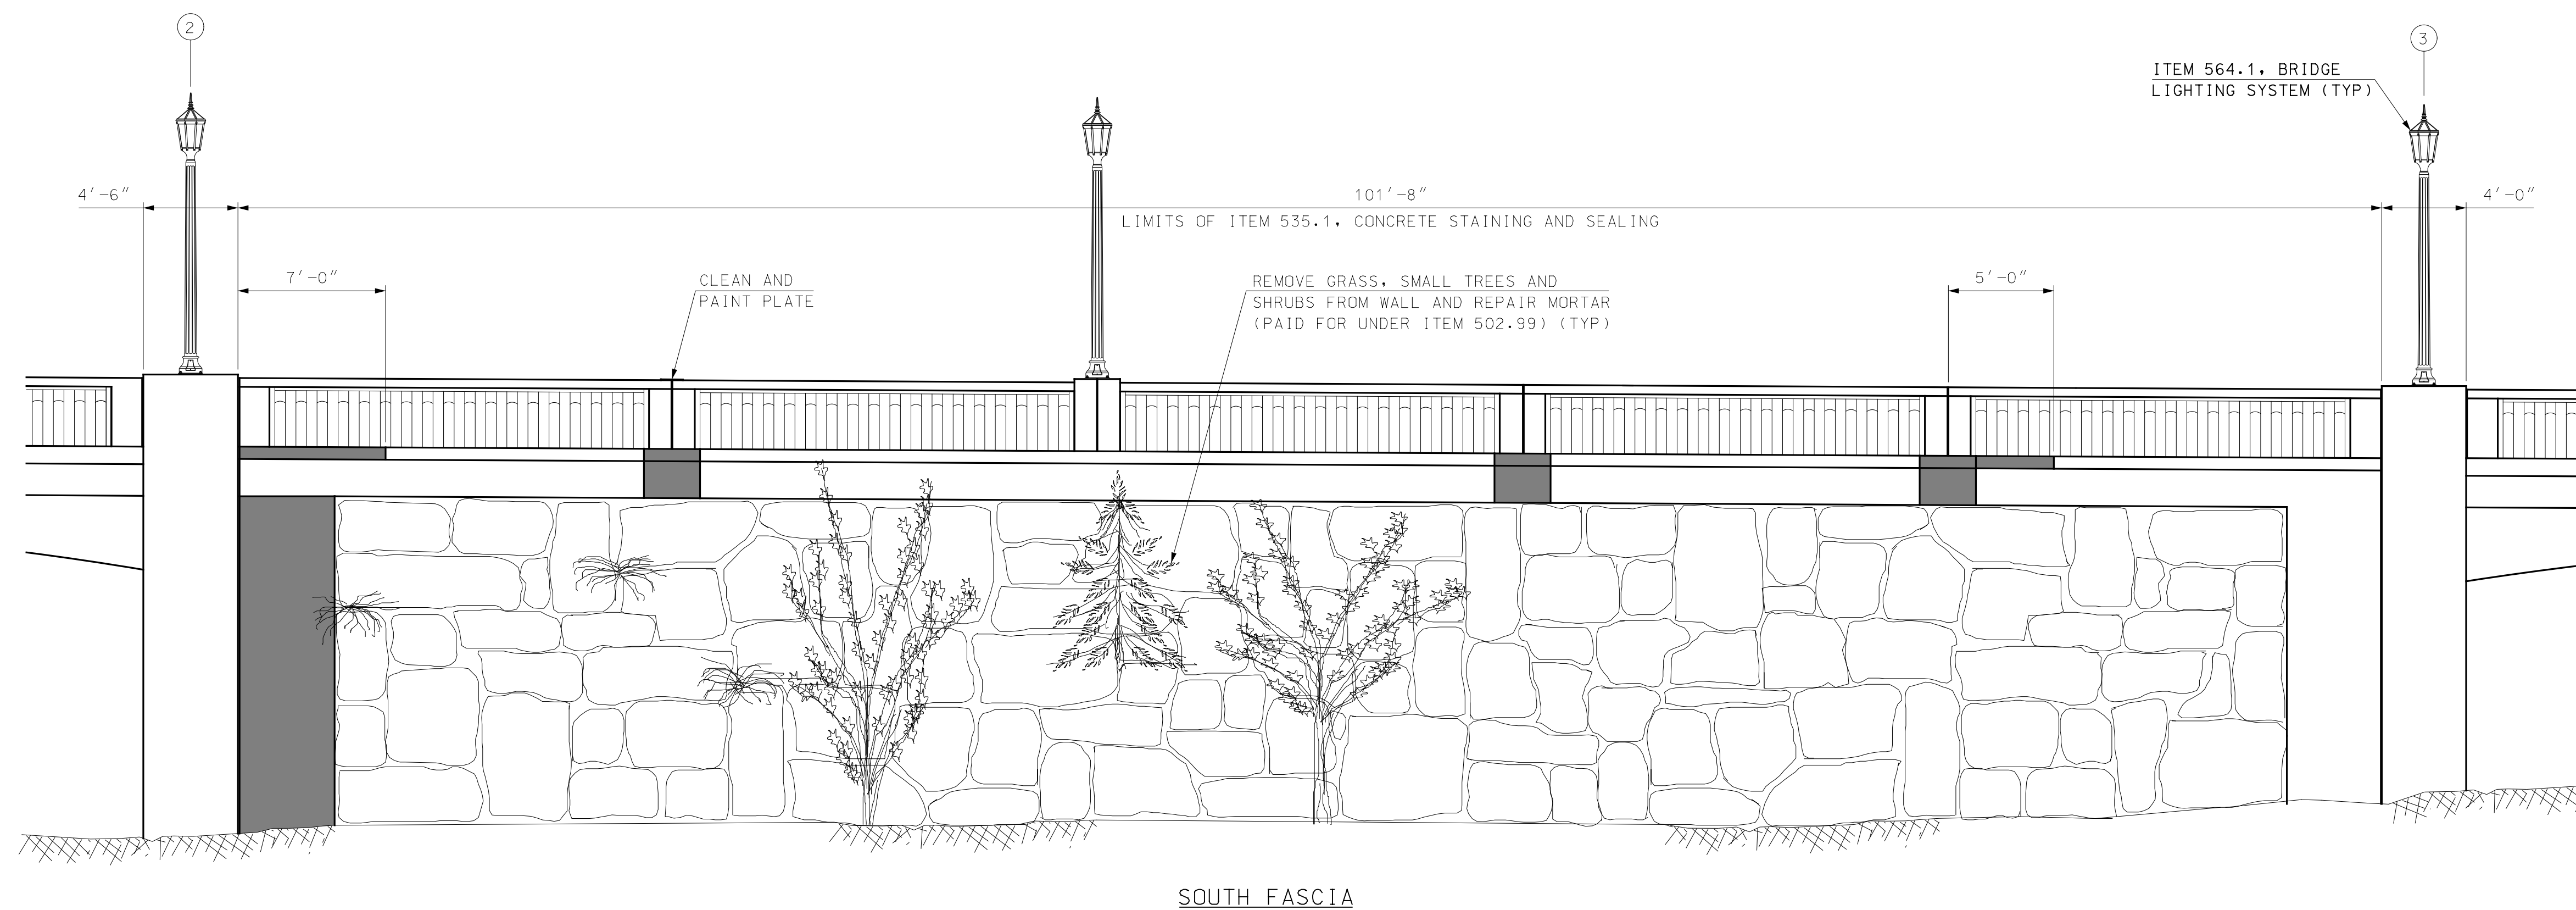 2
3
ITEM 564.1, BRIDGE
LIGHTING SYSTEM (TYP)
4'-6"
101'-8"
4'-0"
LIMITS OF ITEM 535.1, CONCRETE STAINING AND SEALING
7'-0"
CLEAN AND
PAINT PLATE
REMOVE GRASS, SMALL TREES AND
SHRUBS FROM WALL AND REPAIR MORTAR
(PAID FOR UNDER ITEM 502.99) (TYP)
5'-0"
SOUTH FASCIA